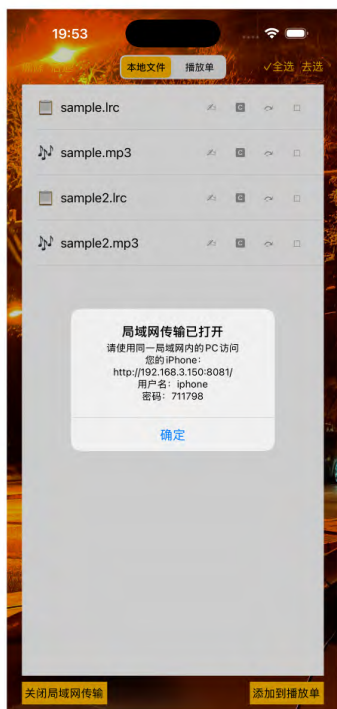 19:53
本地文件 播放单 ✓全选 去选
sample.lrc
sample.mp3
sample2.lrc
sample2.mp3
局域网传输已打开
请使用同一局域网内的PC访问
您的iPhone：
http://192.168.3.150:8081/
用户名：iphone
密码：711798
确定
关闭局域网传输 添加到播放单